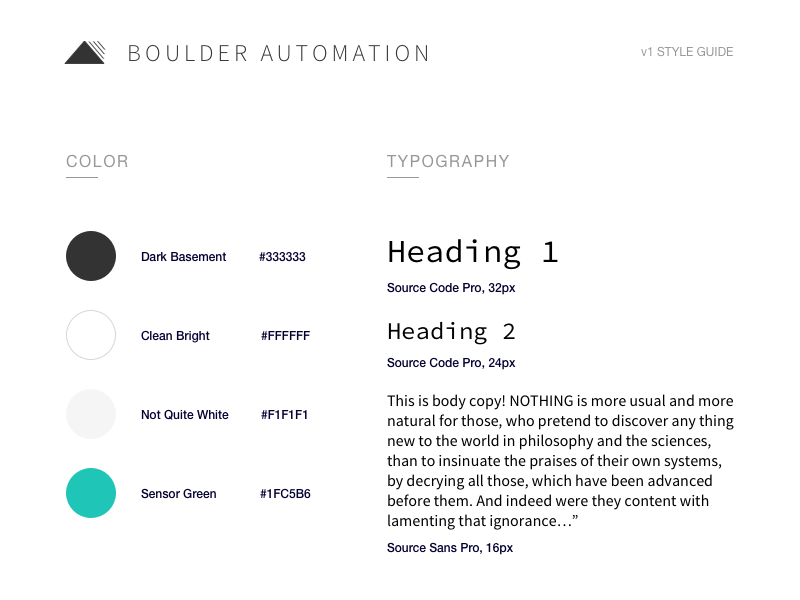 BOULDER AUTOMATION
v1 STYLE GUIDE
COLOR
Dark Basement #333333
Clean Bright #FFFFFF
Not Quite White #F1F1F1
Sensor Green #1FC5B6
TYPOGRAPHY
Heading 1
Source Code Pro, 32px
Heading 2
Source Code Pro, 24px
This is body copy! NOTHING is more usual and more
natural for those, who pretend to discover any thing
new to the world in philosophy and the sciences,
than to insinuate the praises of their own systems,
by decrying all those, which have been advanced
before them. And indeed were they content with
lamenting that ignorance…”
Source Sans Pro, 16px